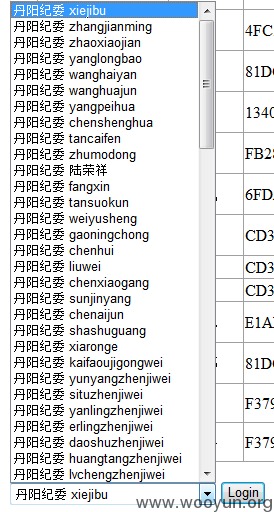 丹阳纪委 xiejibu
丹阳纪委 zhangjianming
丹阳纪委 zhaoxiaojian
丹阳纪委 yanglongbao
丹阳纪委 wanghaiyan
丹阳纪委 wanghuajun
丹阳纪委 yangpeihua
丹阳纪委 chenshenghua
丹阳纪委 tancaifen
丹阳纪委 zhumodong
丹阳纪委 陆荣祥
丹阳纪委 fangxin
丹阳纪委 tansuokun
丹阳纪委 weiyusheng
丹阳纪委 gaoningchong
丹阳纪委 chenhui
丹阳纪委 liuwei
丹阳纪委 chenxiaogang
丹阳纪委 sunjinyang
丹阳纪委 chenaijun
丹阳纪委 shashuguang
丹阳纪委 xiaronge
丹阳纪委 kaifaoujigongwei
丹阳纪委 yunyangzhenjiwei
丹阳纪委 situzhenjiwei
丹阳纪委 yanlingzhenjiwei
丹阳纪委 erlingzhenjiwei
丹阳纪委 daoshuzhenjiwei
丹阳纪委 huangtangzhenjiwei
丹阳纪委 lvchengzhenjiwei
丹阳纪委 xiejibu Login
4FC
81D
1340
FB2
6FD
CD3
CD3
CD3
E1A
81D
F379
F379
www.wooyun.org